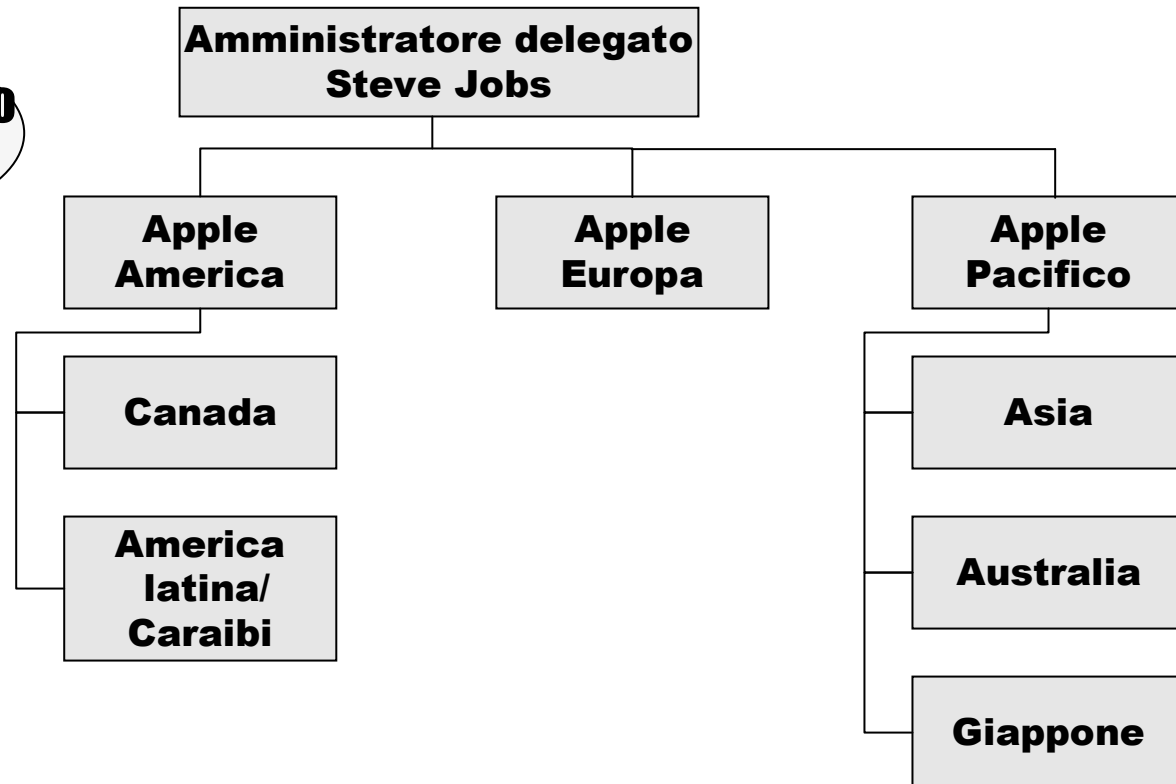 Amministratore delegato
Steve Jobs
Apple
America
Apple
Europa
Apple
Pacifico
Canada
America
latina/
Caraibi
Asia
Australia
Giappone